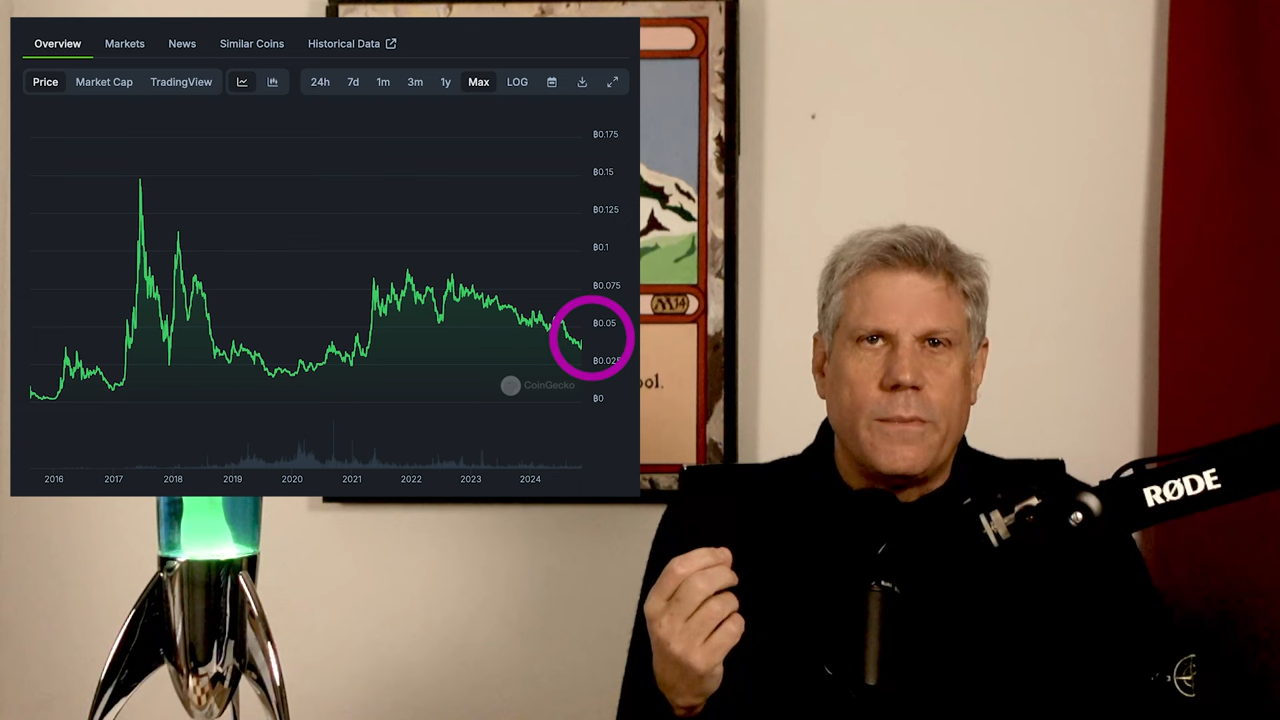 Overview Markets News Similar Coins Historical Data
Price Market Cap TradingView 24h 7d 1m 3m 1y Max LOG
฿0.175
฿0.15
฿0.125
฿0.1
฿0.075
฿0.05
฿0.025
฿0
CoinGecko
2016 2017 2018 2019 2020 2021 2022 2023 2024
ool.
RØDE